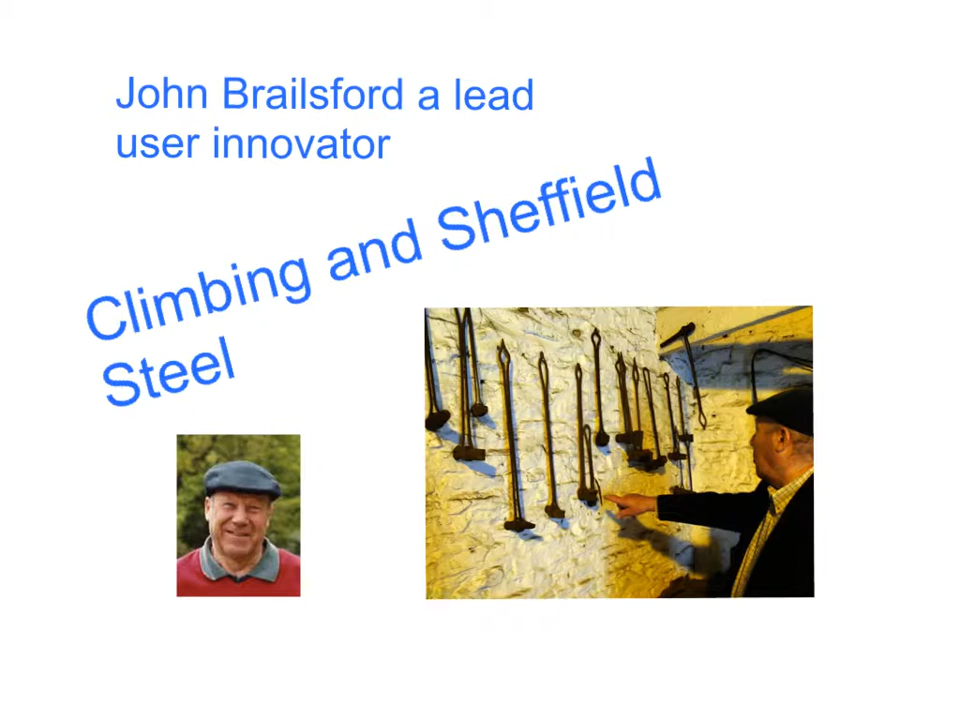 John Brailsford a lead
user innovator
Climbing and Sheffield
Steel